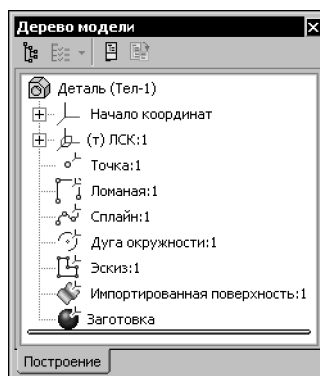 Дерево модели
Деталь (Тел-1)
Начало координат
(т) ЛСК:1
Точка:1
Ломаная:1
Сплайн:1
Дуга окружности:1
Эскиз:1
Импортированная поверхность:1
Заготовка
Построение